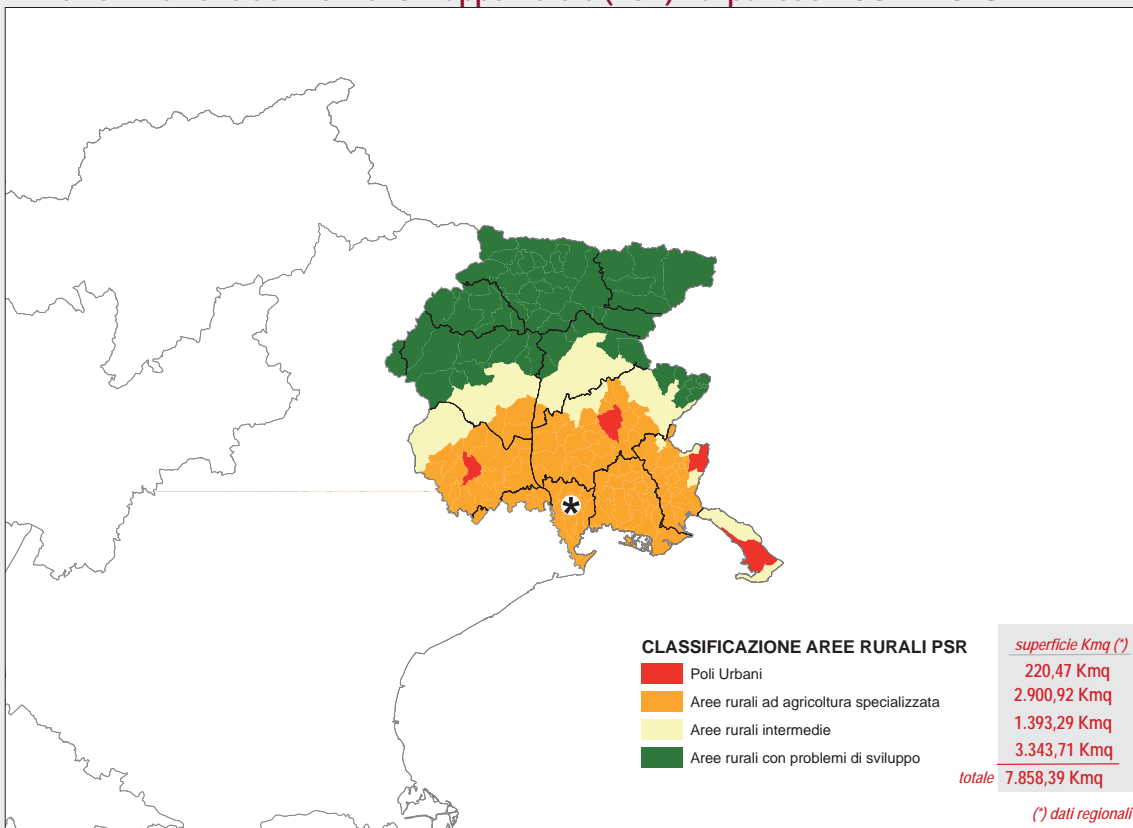 (PSR)
CLASSIFICAZIONE AREE RURALI PSR
superficie Kmq (*)
Poli Urbani
220,47 Kmq
Aree rurali ad agricoltura specializzata
2.900,92 Kmq
Aree rurali intermedie
1.393,29 Kmq
Aree rurali con problemi di sviluppo
3.343,71 Kmq
totale 7.858,39 Kmq
(*) dati regionali
*